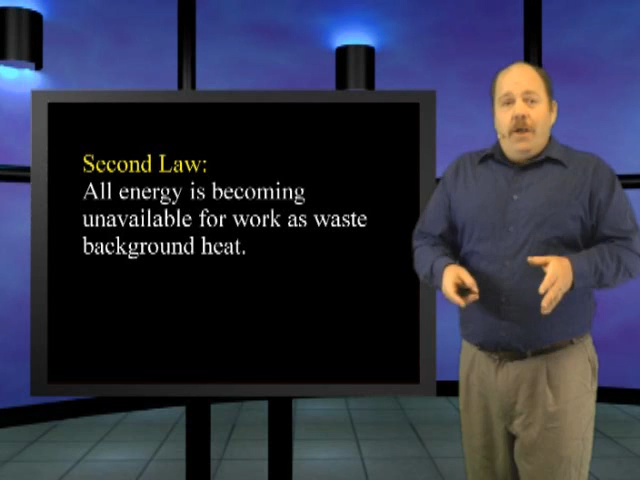 Second Law:
All energy is becoming
unavailable for work as waste
background heat.